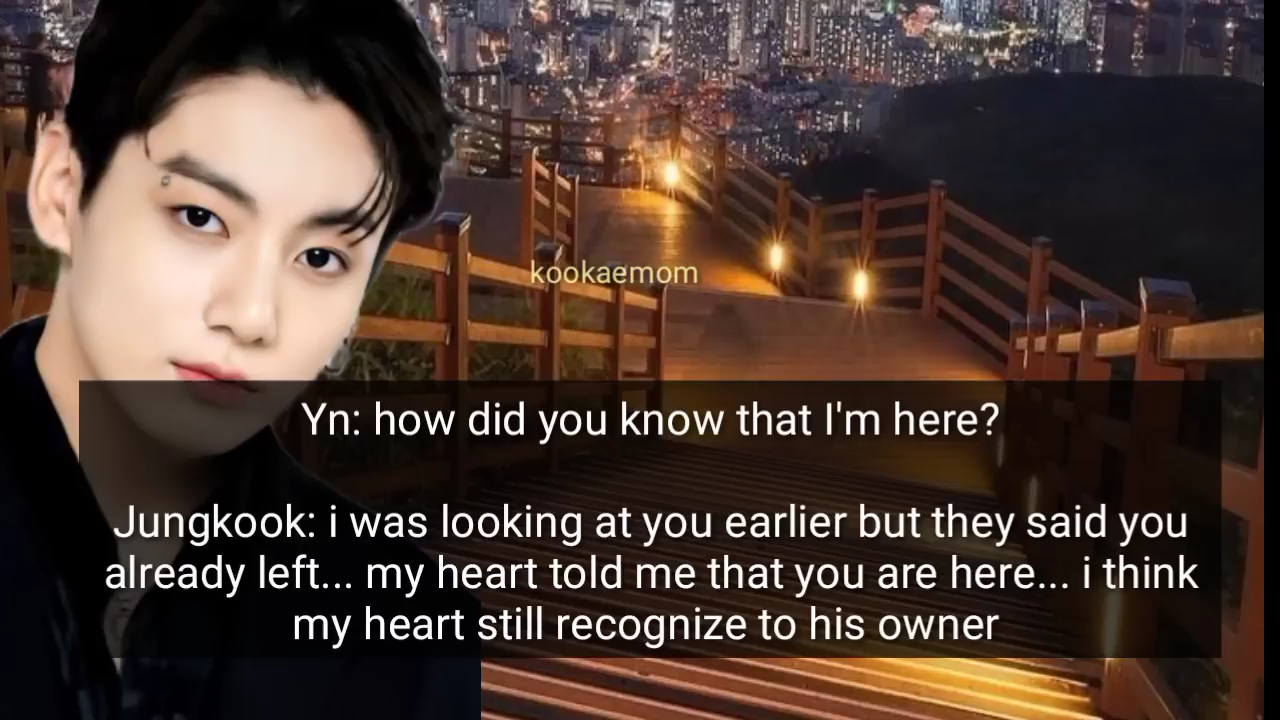 kookaemom
Yn: how did you know that I'm here?
Jungkook: i was looking at you earlier but they said you
already left... my heart told me that you are here... i think
my heart still recognize to his owner